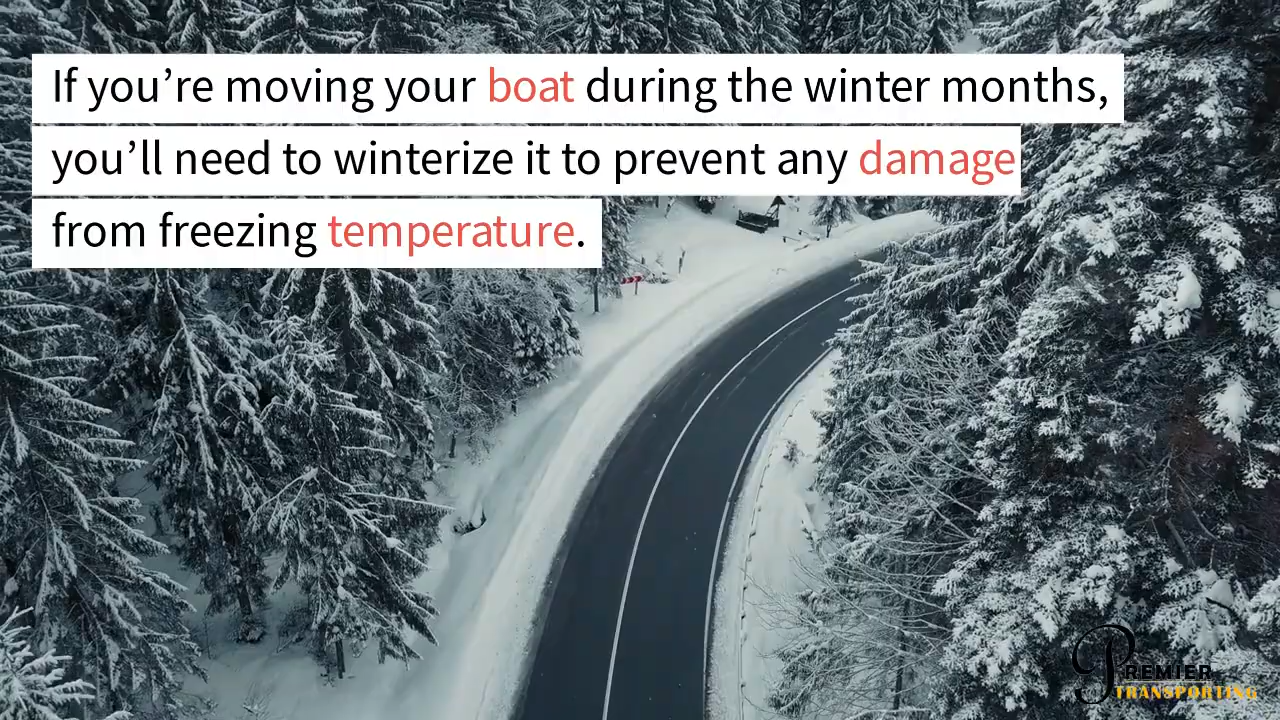 If you’re moving your boat during the winter months,
you’ll need to winterize it to prevent any damage
from freezing temperature.
PREMIER
TRANSPORTING